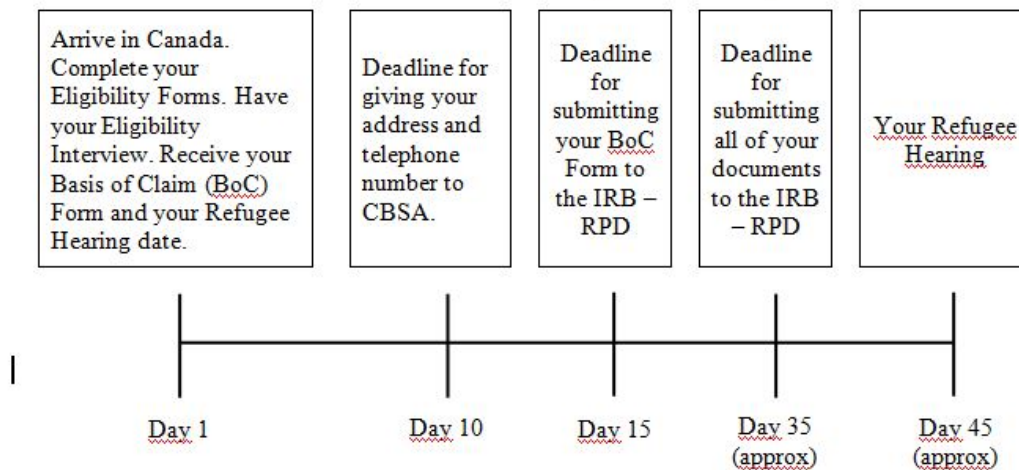 Arrive in Canada.
Complete your
Eligibility Forms. Have
your Eligibility
Interview. Receive your
Basis of Claim (BoC)
Form and your Refugee
Hearing date.
Deadline for
giving your
address and
telephone
number to
CBSA.
Deadline
for
submitting
your BoC
Form to
the IRB –
RPD
Deadline
for
submitting
all of your
documents
to the IRB
– RPD
Your Refugee
Hearing
Day 1
Day 10
Day 15
Day 35
(approx)
Day 45
(approx)